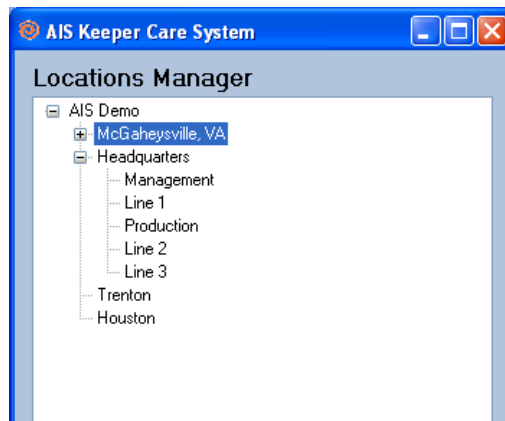 AIS Keeper Care System
Locations Manager
AIS Demo
McGaheysville, VA
Headquarters
Management
Line 1
Production
Line 2
Line 3
Trenton
Houston